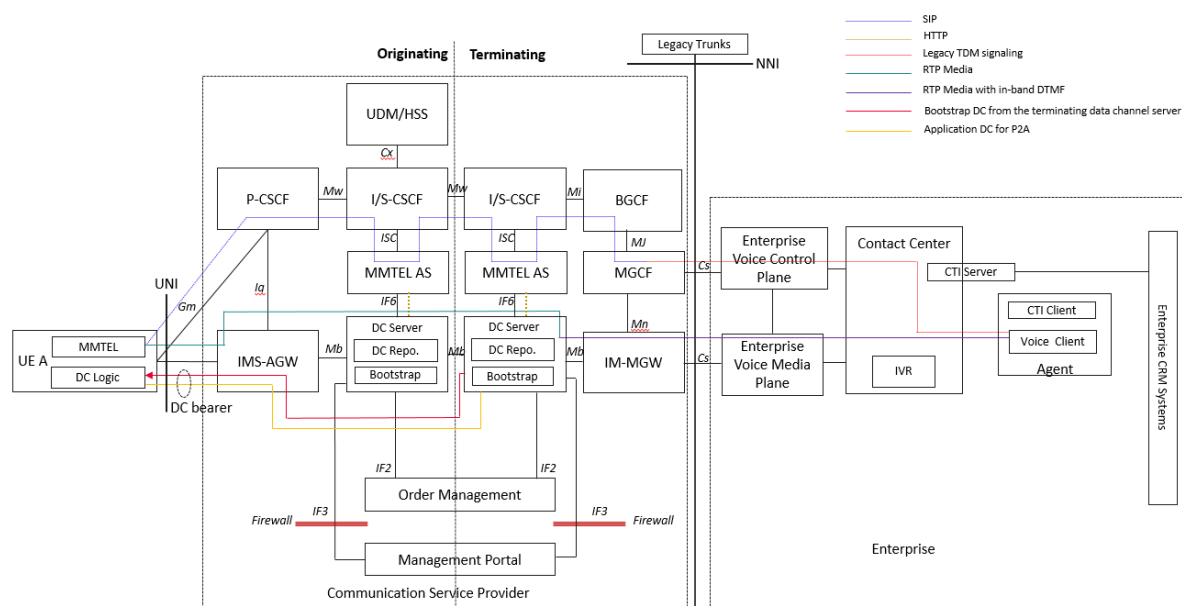 SIP
HTTP
Legacy TDM signaling
RTP Media
RTP Media with in-band DTMF
Bootstrap DC from the terminating data channel server
Application DC for P2A
Legacy Trunks
NNI
Originating
Terminating
UDM/HSS
Cx
P-CSCF
Mw
I/S-CSCF
Mw
I/S-CSCF
Mi
BGCF
ISC
ISC
MJ
MMTEL AS
MMTEL AS
MGCF
Cs
Enterprise
Voice Control
Plane
Contact Center
CTI Server
UNI
Gm
Iq
IF6
IF6
Mn
UE A
MMTEL
DC Logic
IMS-AGW
Mb
DC Server
DC Repo.
Bootstrap
Mb
DC Server
DC Repo.
Bootstrap
Mb
IM-MGW
Cs
Enterprise
Voice Media
Plane
IVR
CTI Client
Voice Client
Agent
Enterprise CRM Systems
DC bearer
IF2
IF2
Order Management
Firewall
IF3
IF3
Firewall
Management Portal
Communication Service Provider
Enterprise